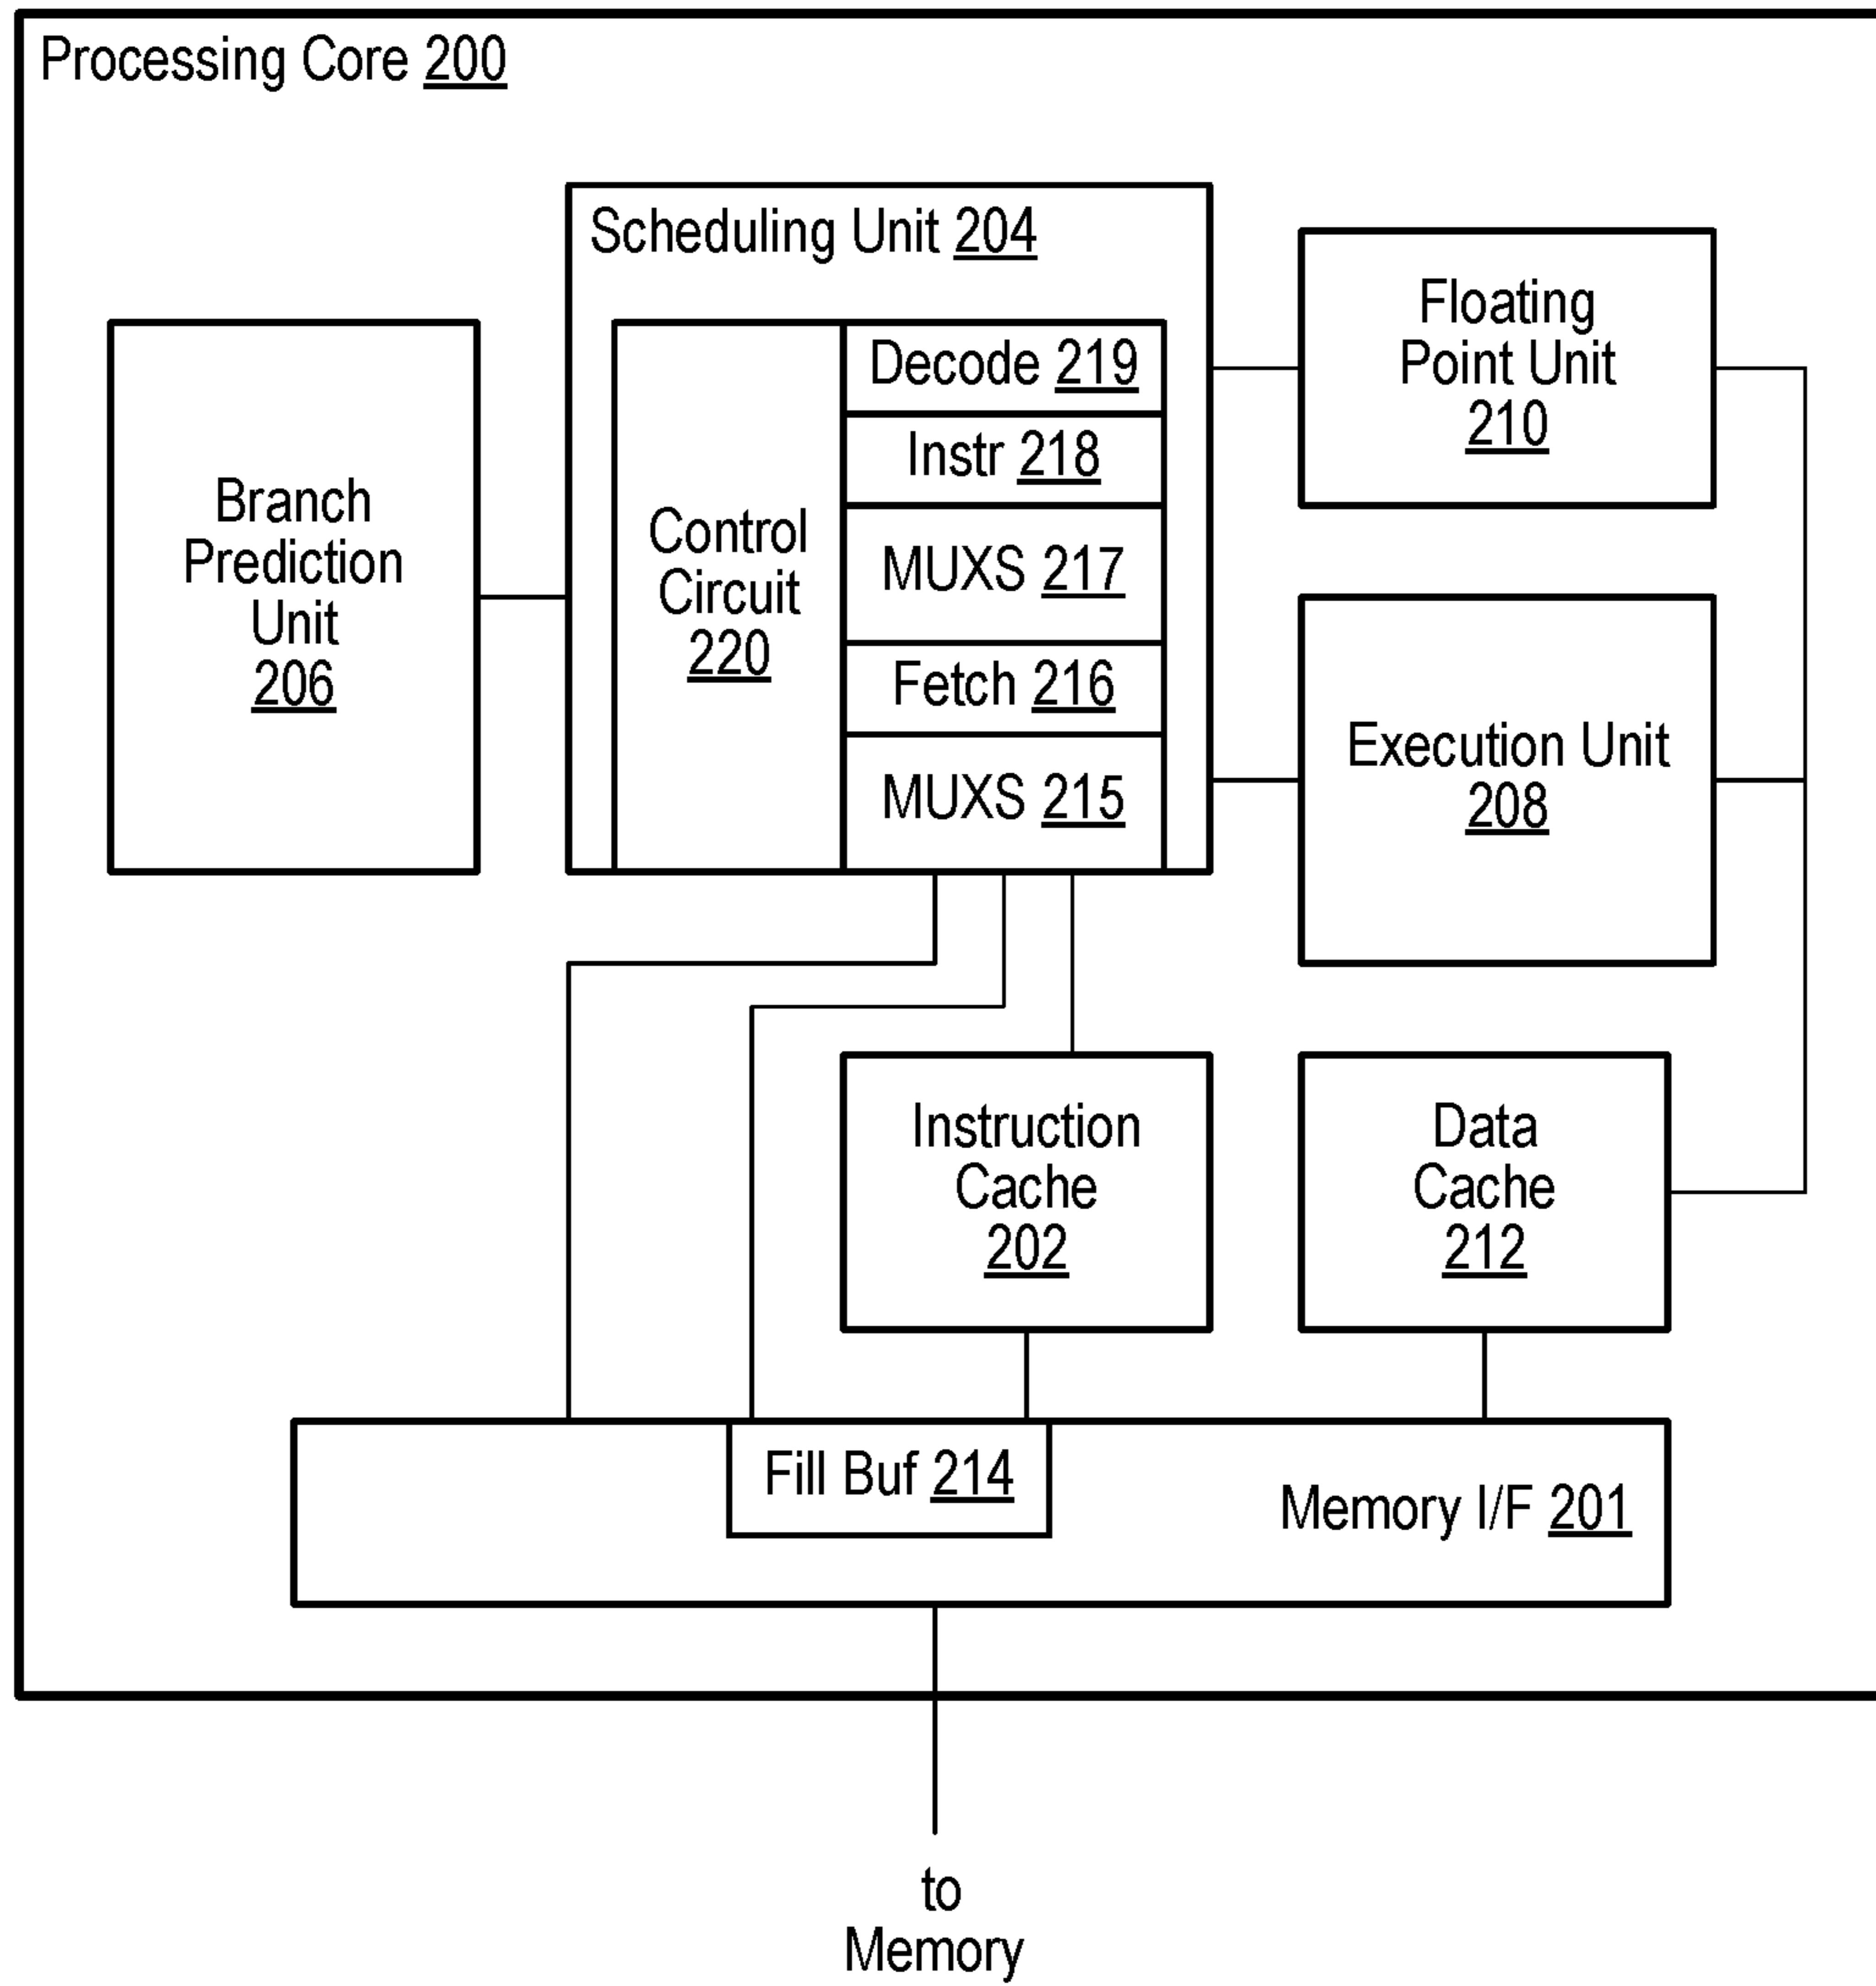 Processing Core 200
Scheduling Unit 204
Branch
Prediction
Unit
206
Control
Circuit
220
Decode 219
Instr 218
MUXS 217
Fetch 216
MUXS 215
Floating
Point Unit
210
Execution Unit
208
Instruction
Cache
202
Data
Cache
212
Fill Buf 214
Memory I/F 201
to
Memory